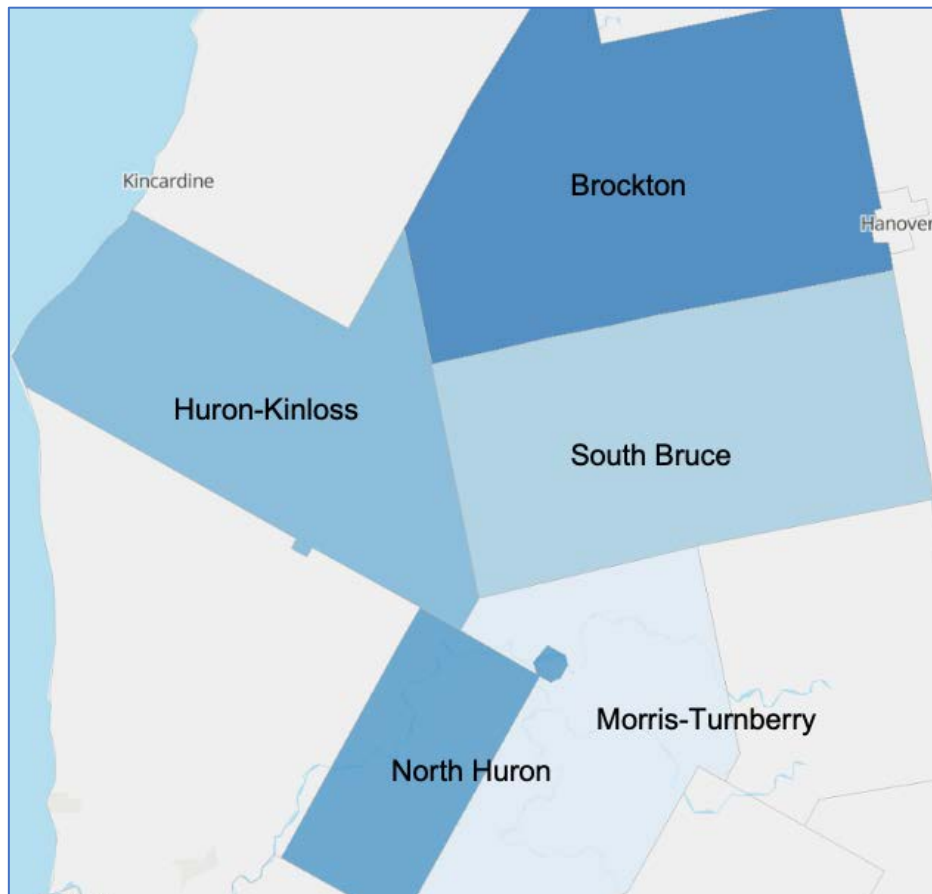 Kincardine
Brockton
Hanover
Huron-Kinloss
South Bruce
Morris-Turnberry
North Huron